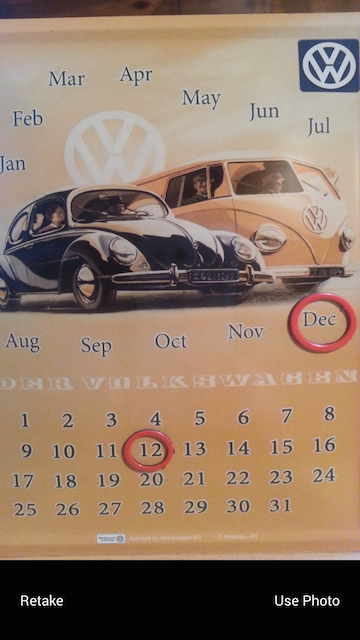 Mar Apr
May
Feb
Jun
Jul
Jan
Aug Sep Oct Nov Dec
DER VOLKSWAGEN
1 2 3 4 5 6 7 8
9 10 11 12 13 14 15 16
17 18 19 20 21 22 23 24
25 26 27 28 29 30 31
Retake Use Photo